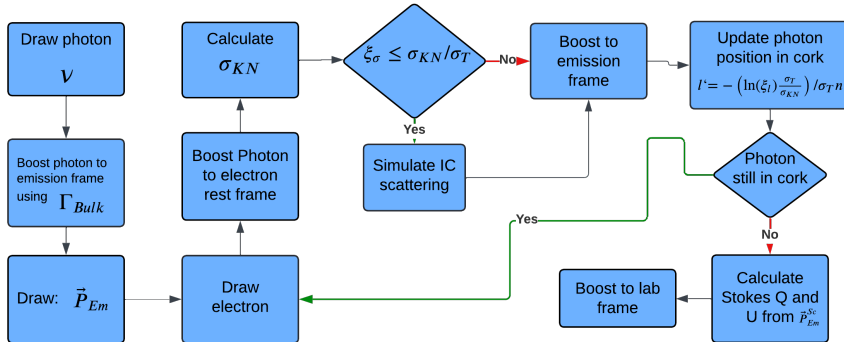 Draw photon
ν
Boost photon to
emission frame
using Γ_Bulk
Draw: P⃗_Em
Draw
electron
Boost Photon
to electron
rest frame
Calculate
σ_KN
ξ_σ ≤ σ_KN/σ_T
No
Yes
Simulate IC
scattering
Boost to
emission
frame
Update photon
position in cork
l‘= −(ln(ξ_l) σ_T/σ_KN)/σ_T n
Photon
still in cork
Yes
No
Calculate
Stokes Q and
U from P⃗_Em^Sc
Boost to lab
frame